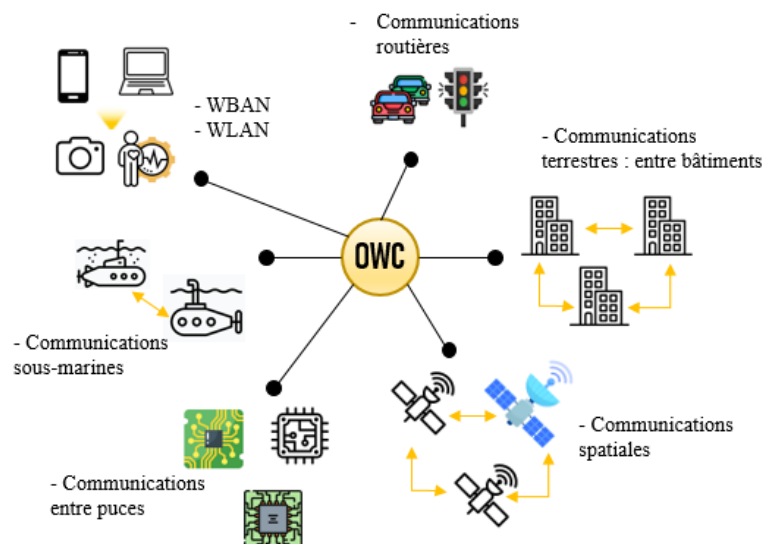 - Communications
routières
- WBAN
- WLAN
- Communications
terrestres : entre bâtiments
OWC
- Communications
sous-marines
- Communications
spatiales
- Communications
entre puces